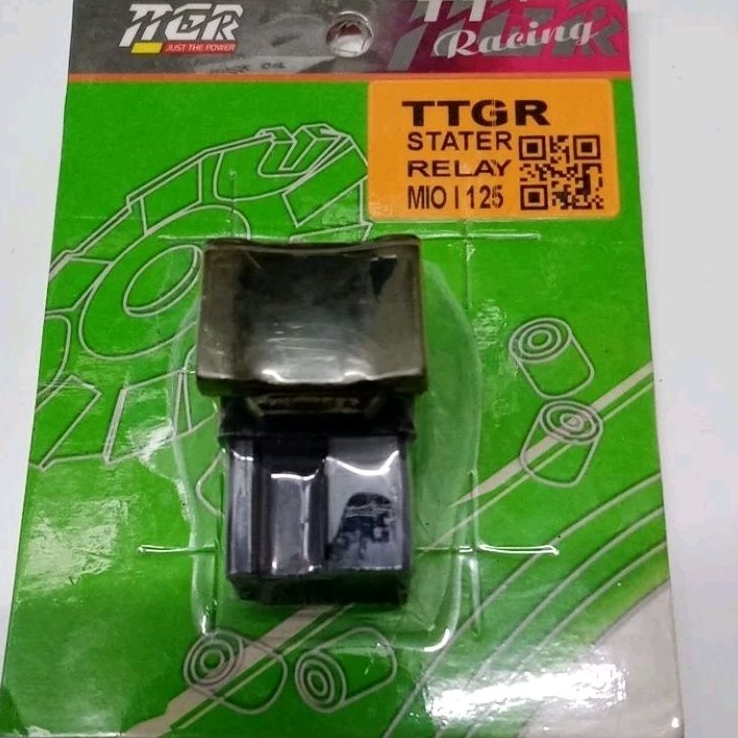 TTGR
JUST THE POWER
Racing
TTGR
STATER
RELAY
MIO I 125